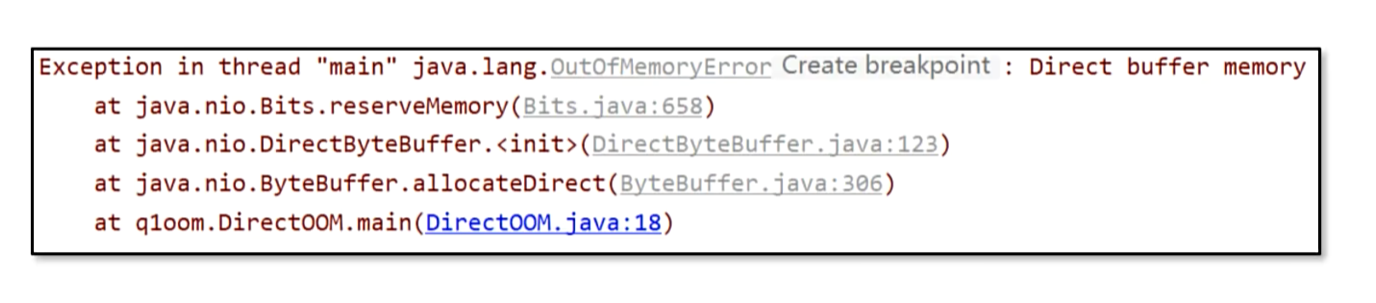 Exception in thread "main" java.lang.OutOfMemoryError Create breakpoint : Direct buffer memory
at java.nio.Bits.reserveMemory(Bits.java:658)
at java.nio.DirectByteBuffer.<init>(DirectByteBuffer.java:123)
at java.nio.ByteBuffer.allocateDirect(ByteBuffer.java:306)
at q1oom.DirectOOM.main(DirectOOM.java:18)